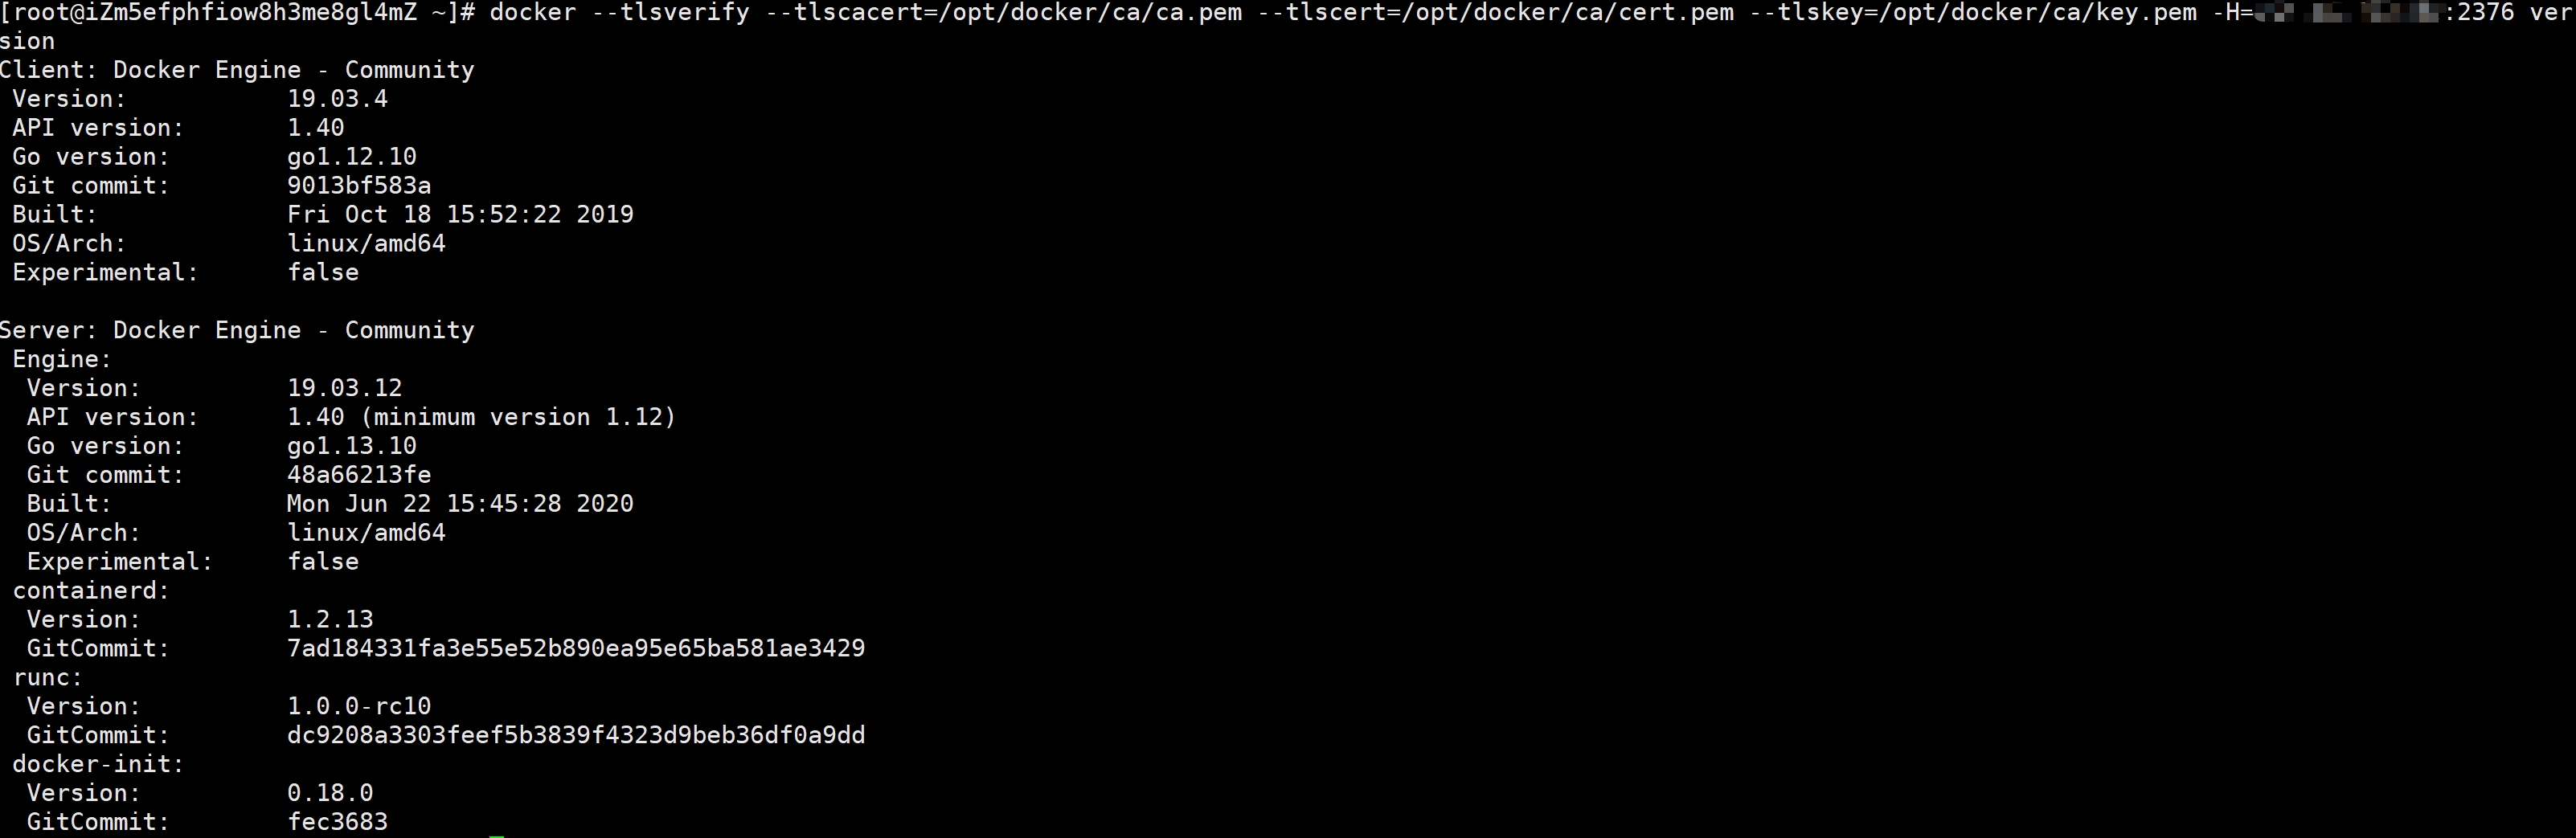 [root@iZm5efphfiow8h3me8gl4mZ ~]# docker --tlsverify --tlscacert=/opt/docker/ca/ca.pem --tlscert=/opt/docker/ca/cert.pem --tlskey=/opt/docker/ca/key.pem -H= :2376 ver
sion
Client: Docker Engine - Community
 Version:           19.03.4
 API version:       1.40
 Go version:        go1.12.10
 Git commit:        9013bf583a
 Built:             Fri Oct 18 15:52:22 2019
 OS/Arch:           linux/amd64
 Experimental:      false

Server: Docker Engine - Community
 Engine:
  Version:          19.03.12
  API version:      1.40 (minimum version 1.12)
  Go version:       go1.13.10
  Git commit:       48a66213fe
  Built:            Mon Jun 22 15:45:28 2020
  OS/Arch:          linux/amd64
  Experimental:     false
 containerd:
  Version:          1.2.13
  GitCommit:        7ad184331fa3e55e52b890ea95e65ba581ae3429
 runc:
  Version:          1.0.0-rc10
  GitCommit:        dc9208a3303feef5b3839f4323d9beb36df0a9dd
 docker-init:
  Version:          0.18.0
  GitCommit:        fec3683